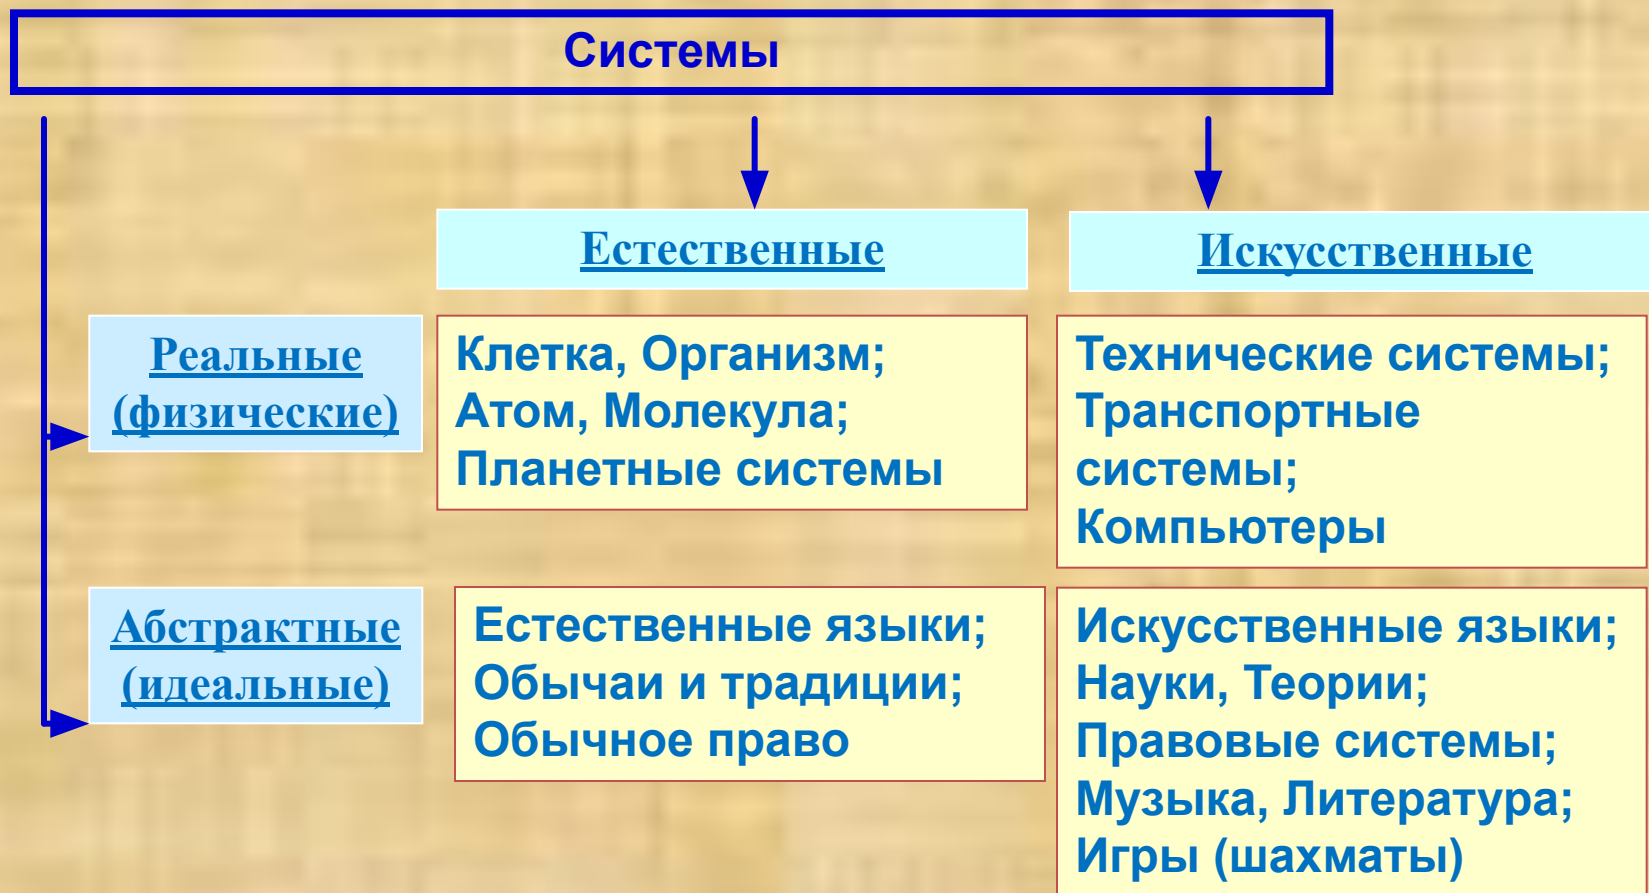 Системы
Естественные
Искусственные
Реальные
(физические)
Клетка, Организм;
Атом, Молекула;
Планетные системы
Технические системы;
Транспортные
системы;
Компьютеры
Абстрактные
(идеальные)
Естественные языки;
Обычаи и традиции;
Обычное право
Искусственные языки;
Науки, Теории;
Правовые системы;
Музыка, Литература;
Игры (шахматы)